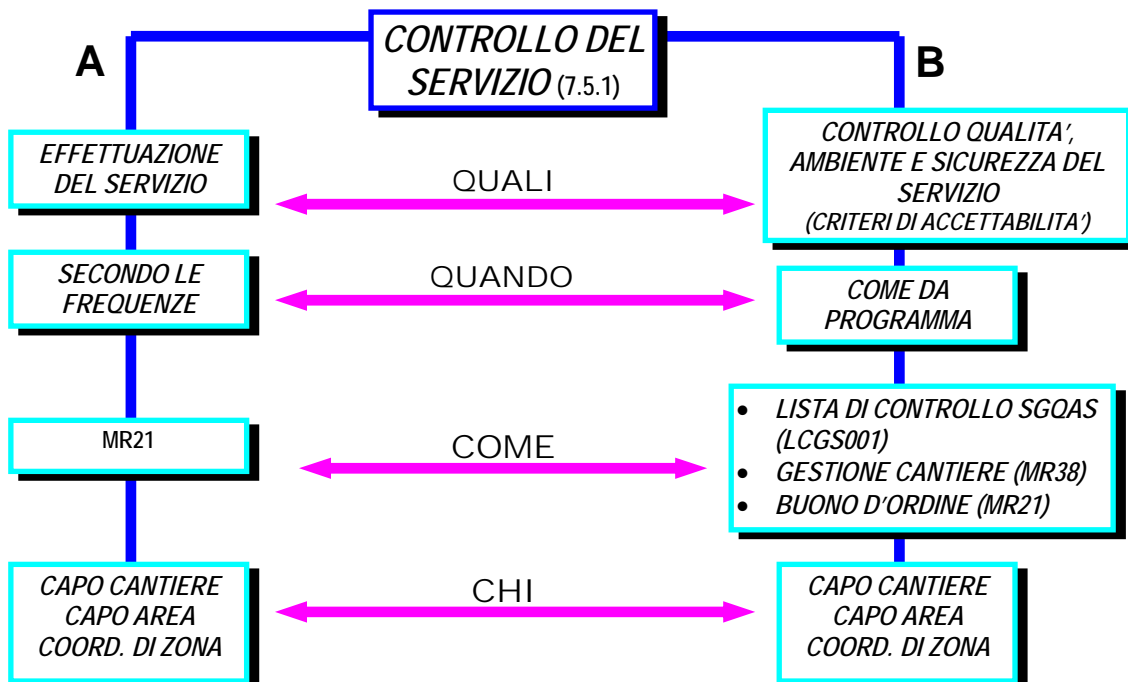 A
CONTROLLO DEL
SERVIZIO (7.5.1)
B
EFFETTUAZIONE
DEL SERVIZIO
QUALI
CONTROLLO QUALITA',
AMBIENTE E SICUREZZA DEL
SERVIZIO
(CRITERI DI ACCETTABILITA')
SECONDO LE
FREQUENZE
QUANDO
COME DA
PROGRAMMA
MR21
COME
• LISTA DI CONTROLLO SGQAS
(LCGS001)
• GESTIONE CANTIERE (MR38)
• BUONO D'ORDINE (MR21)
CAPO CANTIERE
CAPO AREA
COORD. DI ZONA
CHI
CAPO CANTIERE
CAPO AREA
COORD. DI ZONA